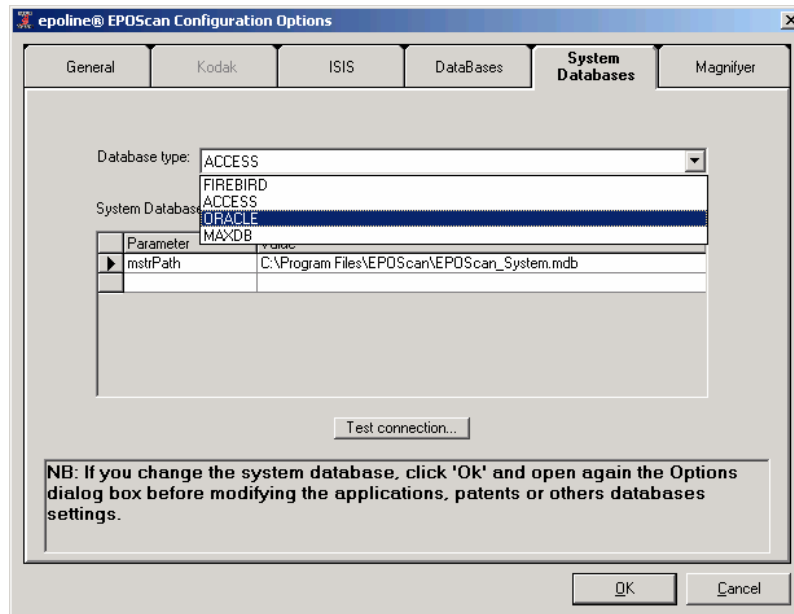 epoline® EPOScan Configuration Options
General
Kodak
ISIS
DataBases
System
Databases
Magnifyer
Database type:
ACCESS
FIREBIRD
ACCESS
ORACLE
MAXDB
System Database
Parameter
mstrPath
C:\Program Files\EPOScan\EPOScan_System.mdb
Test connection...
NB: If you change the system database, click 'Ok' and open again the Options
dialog box before modifying the applications, patents or others databases
settings.
OK
Cancel